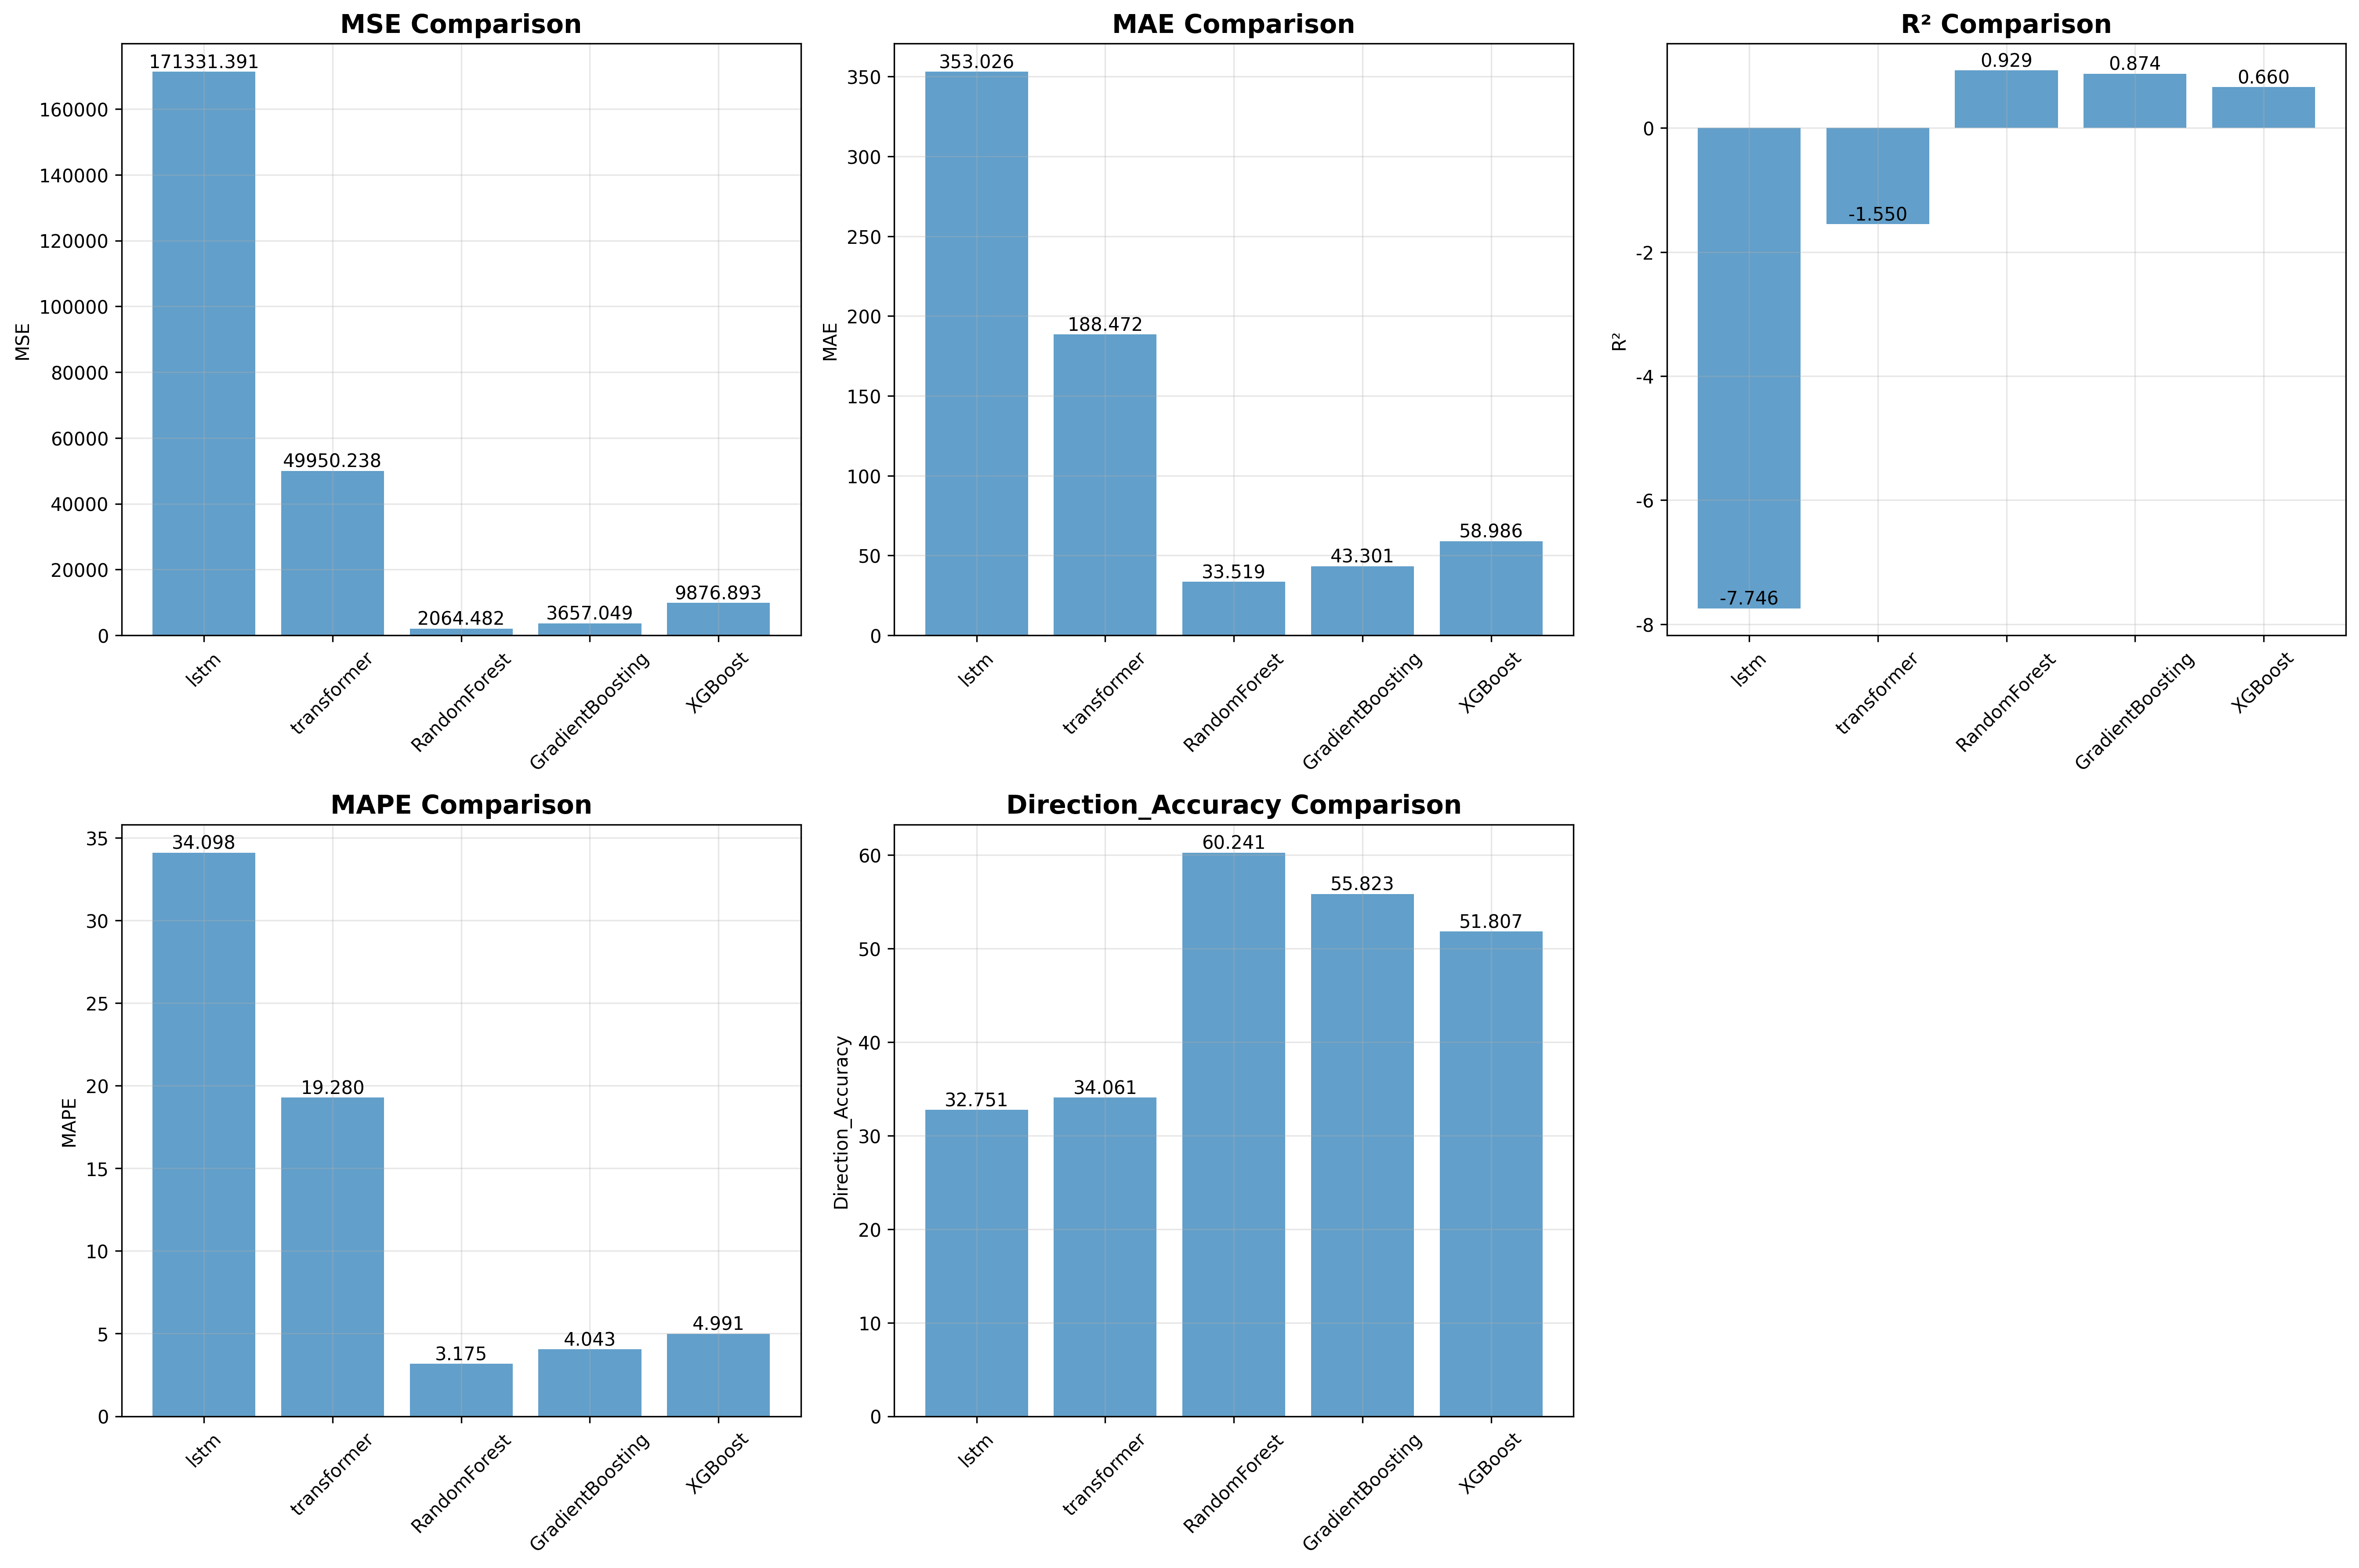 MSE Comparison
MSE
160000
140000
120000
100000
80000
60000
40000
20000
0
171331.391
49950.238
2064.482
3657.049
9876.893
lstm
transformer
RandomForest
GradientBoosting
XGBoost
MAE Comparison
MAE
350
300
250
200
150
100
50
0
353.026
188.472
33.519
43.301
58.986
lstm
transformer
RandomForest
GradientBoosting
XGBoost
R² Comparison
R²
0
-2
-4
-6
-8
-7.746
-1.550
0.929
0.874
0.660
lstm
transformer
RandomForest
GradientBoosting
XGBoost
MAPE Comparison
MAPE
35
30
25
20
15
10
5
0
34.098
19.280
3.175
4.043
4.991
lstm
transformer
RandomForest
GradientBoosting
XGBoost
Direction_Accuracy Comparison
Direction_Accuracy
60
50
40
30
20
10
0
32.751
34.061
60.241
55.823
51.807
lstm
transformer
RandomForest
GradientBoosting
XGBoost